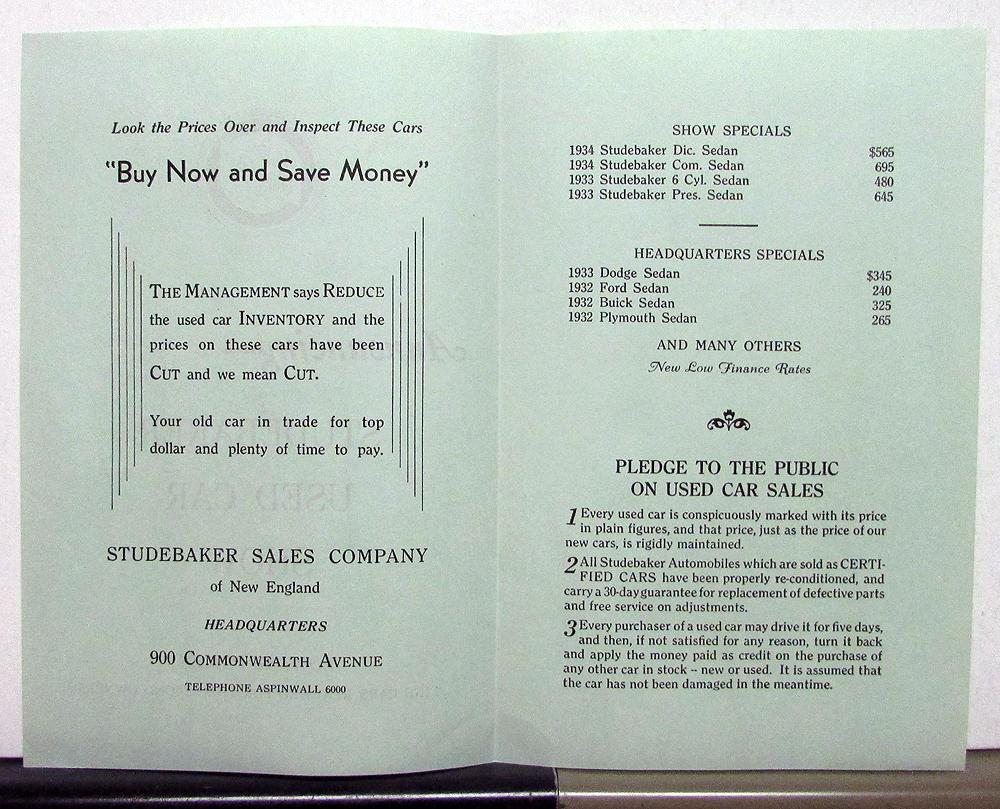 Look the Prices Over and Inspect These Cars
"Buy Now and Save Money"
THE MANAGEMENT says REDUCE
the used car INVENTORY and the
prices on these cars have been
CUT and we mean CUT.
Your old car in trade for top
dollar and plenty of time to pay.
STUDEBAKER SALES COMPANY
of New England
HEADQUARTERS
900 COMMONWEALTH AVENUE
TELEPHONE ASPINWALL 6000
SHOW SPECIALS
1934 Studebaker Dic. Sedan $565
1934 Studebaker Com. Sedan 695
1933 Studebaker 6 Cyl. Sedan 480
1933 Studebaker Pres. Sedan 645
HEADQUARTERS SPECIALS
1933 Dodge Sedan $345
1932 Ford Sedan 240
1932 Buick Sedan 325
1932 Plymouth Sedan 265
AND MANY OTHERS
New Low Finance Rates
PLEDGE TO THE PUBLIC
ON USED CAR SALES
1 Every used car is conspicuously marked with its price
in plain figures, and that price, just as the price of our
new cars, is rigidly maintained.
2 All Studebaker Automobiles which are sold as CERTI-
FIED CARS have been properly re-conditioned, and
carry a 30-day guarantee for replacement of defective parts
and free service on adjustments.
3 Every purchaser of a used car may drive it for five days,
and then, if not satisfied for any reason, turn it back
and apply the money paid as credit on the purchase of
any other car in stock -- new or used. It is assumed that
the car has not been damaged in the meantime.
USED CAR